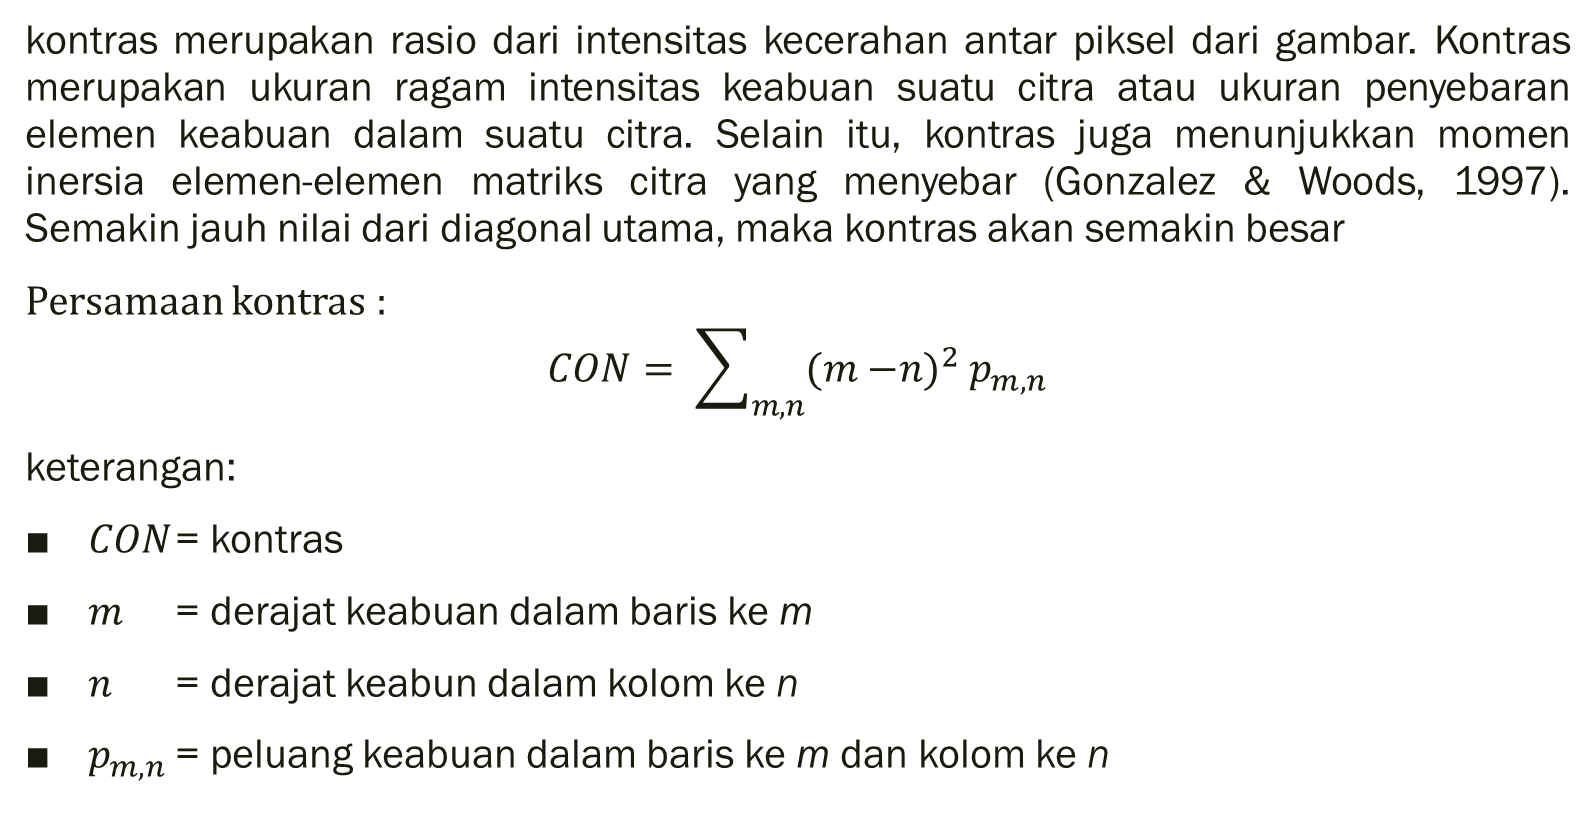 kontras merupakan rasio dari intensitas kecerahan antar piksel dari gambar. Kontras
merupakan ukuran ragam intensitas keabuan suatu citra atau ukuran penyebaran
elemen keabuan dalam suatu citra. Selain itu, kontras juga menunjukkan momen
inersia elemen-elemen matriks citra yang menyebar (Gonzalez & Woods, 1997).
Semakin jauh nilai dari diagonal utama, maka kontras akan semakin besar
Persamaan kontras :
CON = ∑_{m,n} (m −n)² p_{m,n}
keterangan:
■ CON = kontras
■ m = derajat keabuan dalam baris ke m
■ n = derajat keabun dalam kolom ke n
■ p_{m,n} = peluang keabuan dalam baris ke m dan kolom ke n